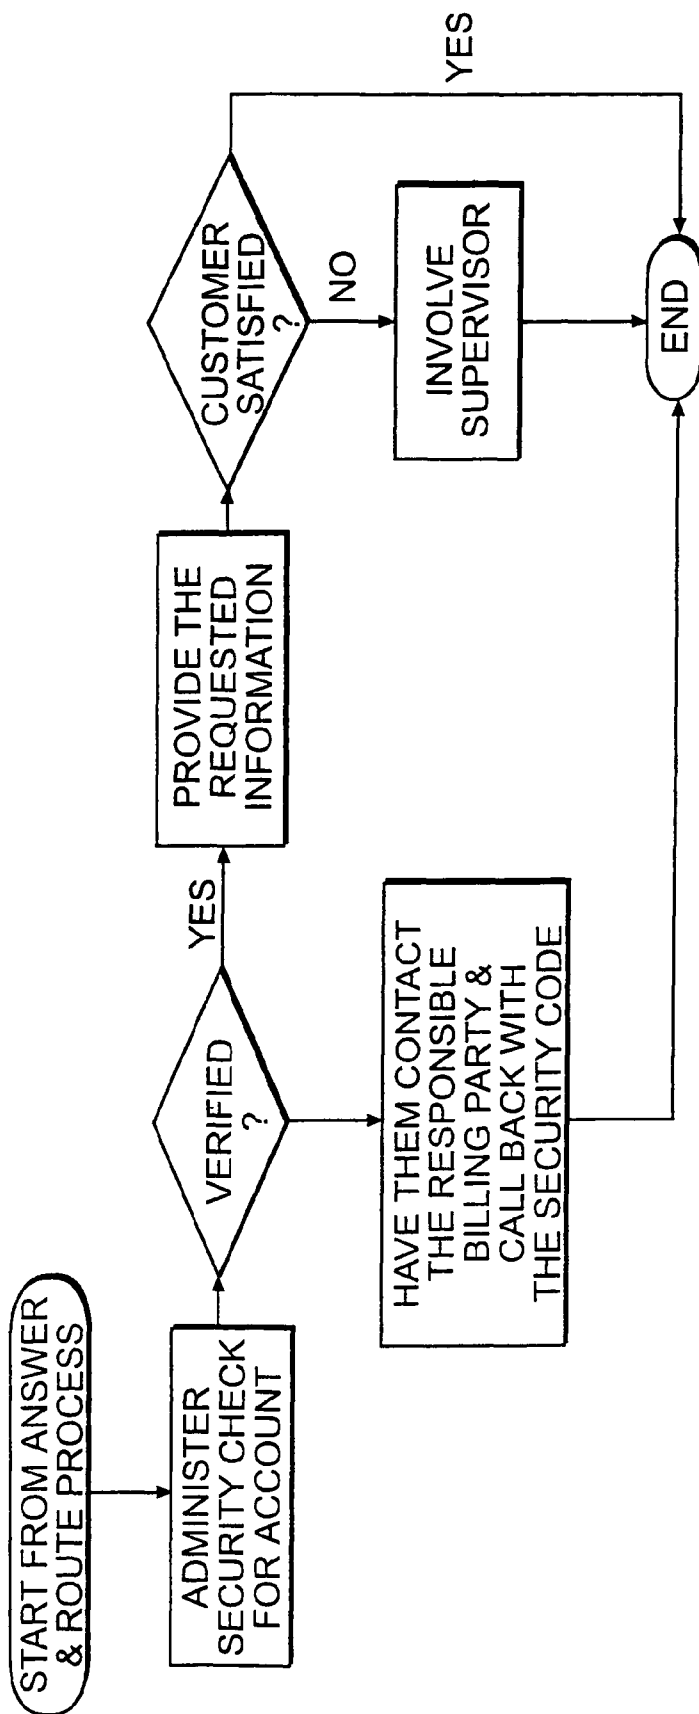 START FROM ANSWER
& ROUTE PROCESS
ADMINISTER
SECURITY CHECK
FOR ACCOUNT
VERIFIED
?
YES
PROVIDE THE
REQUESTED
INFORMATION
CUSTOMER
SATISFIED
?
YES
NO
INVOLVE
SUPERVISOR
HAVE THEM CONTACT
THE RESPONSIBLE
BILLING PARTY &
CALL BACK WITH
THE SECURITY CODE
END